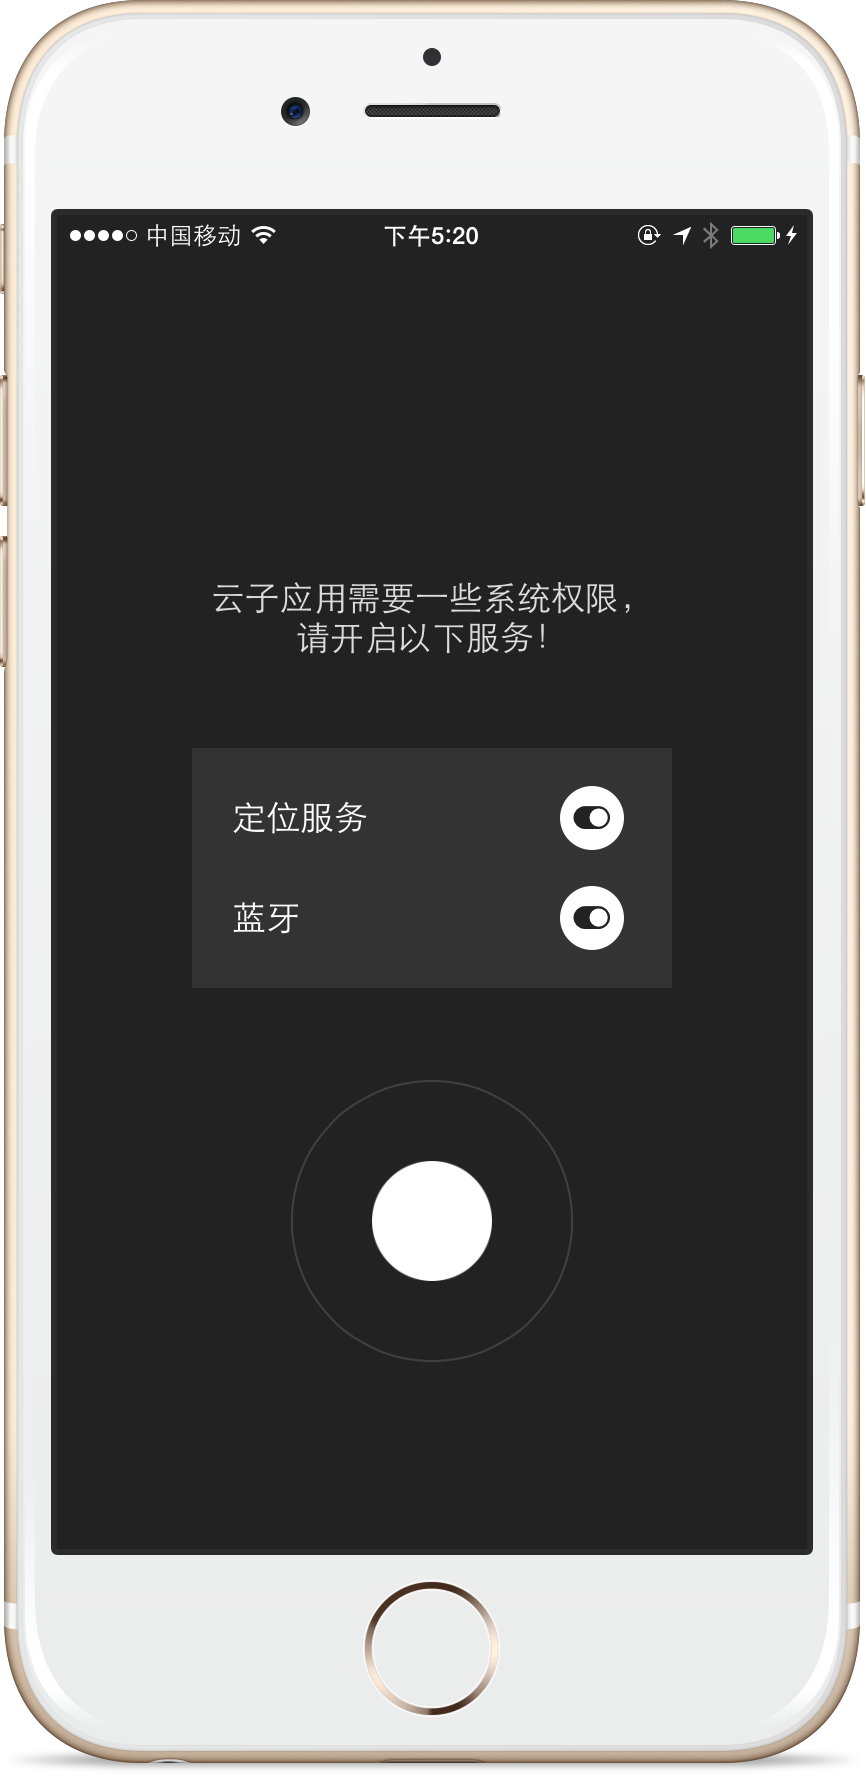 中国移动 下午5:20
云子应用需要一些系统权限，
请开启以下服务！
定位服务
蓝牙